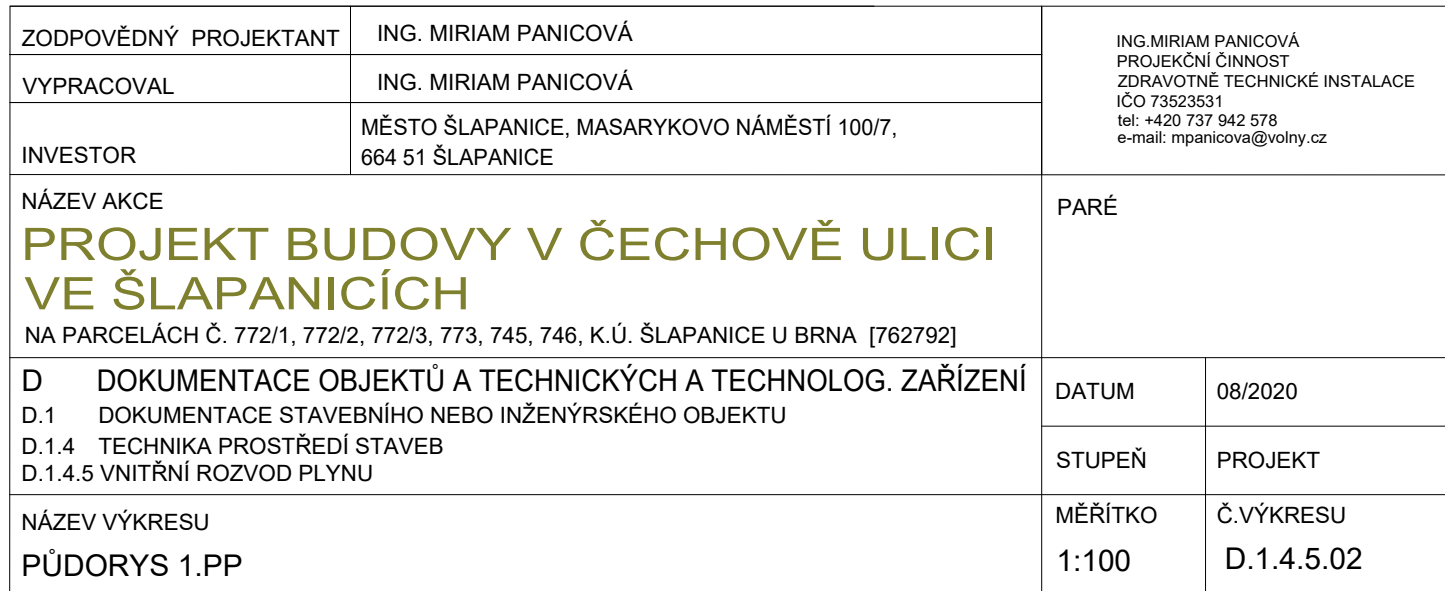 ZODPOVĚDNÝ PROJEKTANT
ING. MIRIAM PANICOVÁ
VYPRACOVAL
ING. MIRIAM PANICOVÁ
INVESTOR
MĚSTO ŠLAPANICE, MASARYKOVO NÁMĚSTÍ 100/7,
664 51 ŠLAPANICE
ING.MIRIAM PANICOVÁ
PROJEKČNÍ ČINNOST
ZDRAVOTNĚ TECHNICKÉ INSTALACE
IČO 73523531
tel: +420 737 942 578
e-mail: mpanicova@volny.cz
NÁZEV AKCE
PROJEKT BUDOVY V ČECHOVĚ ULICI
VE ŠLAPANICÍCH
NA PARCELÁCH Č. 772/1, 772/2, 772/3, 773, 745, 746, K.Ú. ŠLAPANICE U BRNA [762792]
PARÉ
D DOKUMENTACE OBJEKTŮ A TECHNICKÝCH A TECHNOLOG. ZAŘÍZENÍ
D.1 DOKUMENTACE STAVEBNÍHO NEBO INŽENÝRSKÉHO OBJEKTU
D.1.4 TECHNIKA PROSTŘEDÍ STAVEB
D.1.4.5 VNITŘNÍ ROZVOD PLYNU
DATUM
08/2020
STUPEŇ
PROJEKT
NÁZEV VÝKRESU
PŮDORYS 1.PP
MĚŘÍTKO
1:100
Č.VÝKRESU
D.1.4.5.02